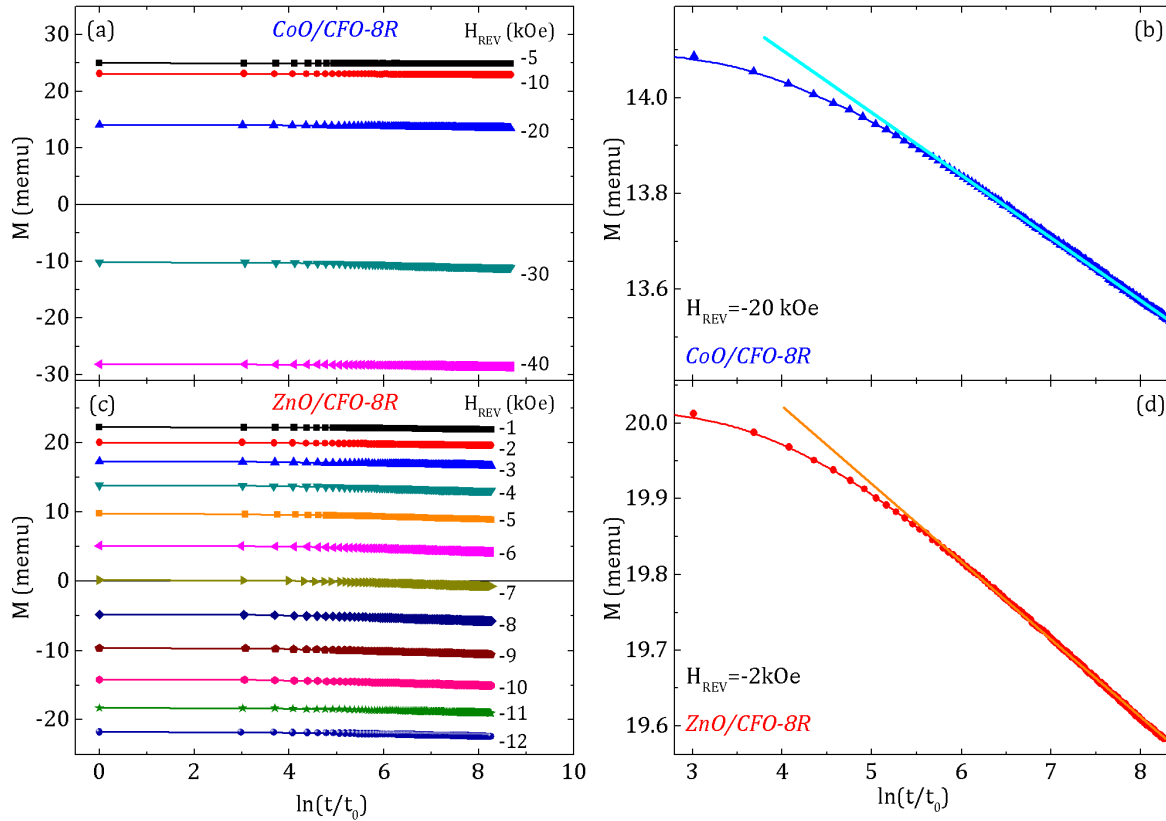 (a)
CoO/CFO-8R
H_REV (kOe)
30
20
10
0
-10
-20
-30
M (memu)
-5
-10
-20
-30
-40
(b)
14.0
13.8
13.6
M (memu)
H_REV=-20 kOe
CoO/CFO-8R
(c)
ZnO/CFO-8R
H_REV (kOe)
20
10
0
-10
-20
M (memu)
-1
-2
-3
-4
-5
-6
-7
-8
-9
-10
-11
-12
0
2
4
6
8
10
ln(t/t_0)
(d)
20.0
19.9
19.8
19.7
19.6
M (memu)
H_REV=-2kOe
ZnO/CFO-8R
3
4
5
6
7
8
ln(t/t_0)